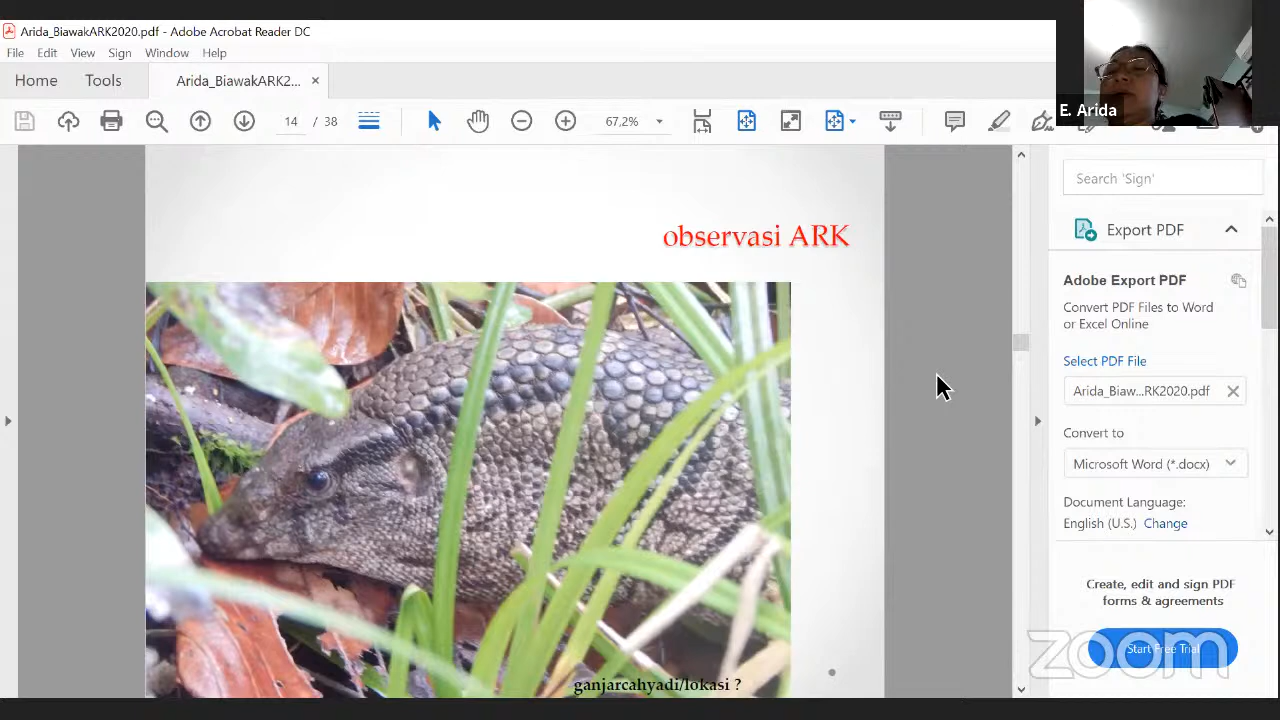 Arida_BiawakARK2020.pdf - Adobe Acrobat Reader DC
File Edit View Sign Window Help
Home Tools Arida_BiawakARK2... ×
14 / 38 67,2%
E. Arida
Search 'Sign'
observasi ARK
Export PDF
Adobe Export PDF
Convert PDF Files to Word
or Excel Online
Select PDF File
Arida_Biaw...RK2020.pdf
Convert to
Microsoft Word (*.docx)
Document Language:
English (U.S.) Change
Create, edit and sign PDF
forms & agreements
Start Free Trial
zoom
ganjarcahyadi/lokasi ?